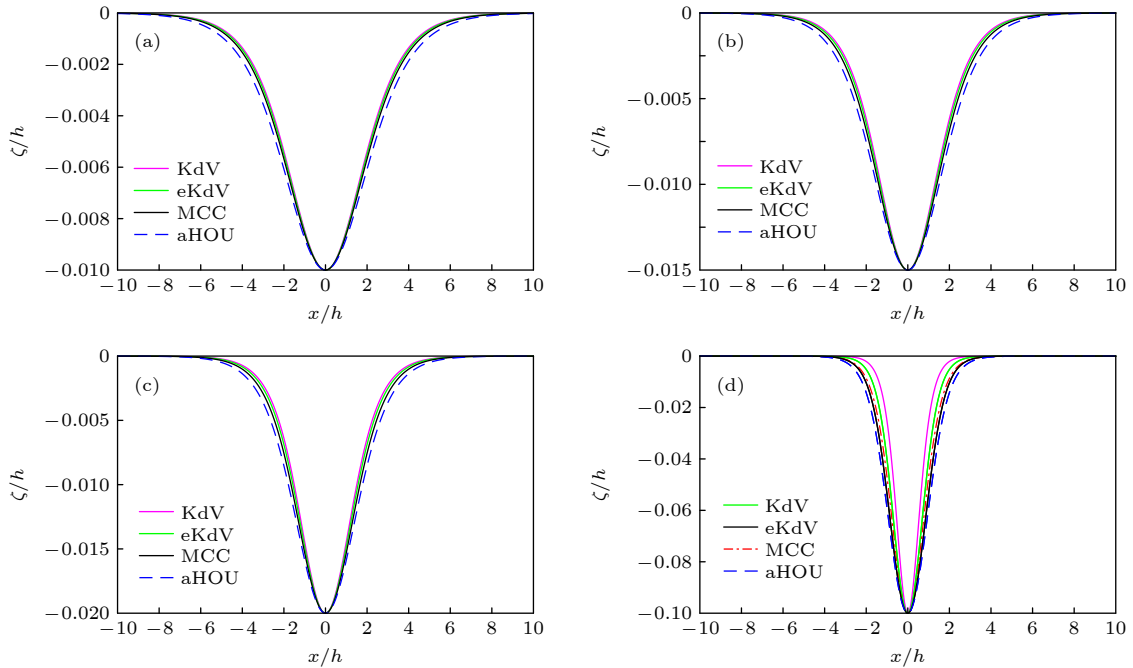 0
(a)
−0.002
−0.004
−0.006
−0.008
−0.010
ζ/h
KdV
eKdV
MCC
aHOU
−10 −8 −6 −4 −2 0 2 4 6 8 10
x/h
0
(b)
−0.005
−0.010
−0.015
ζ/h
KdV
eKdV
MCC
aHOU
−10 −8 −6 −4 −2 0 2 4 6 8 10
x/h
0
(c)
−0.005
−0.010
−0.015
−0.020
ζ/h
KdV
eKdV
MCC
aHOU
−10 −8 −6 −4 −2 0 2 4 6 8 10
x/h
0
(d)
−0.02
−0.04
−0.06
−0.08
−0.10
ζ/h
KdV
eKdV
MCC
aHOU
−10 −8 −6 −4 −2 0 2 4 6 8 10
x/h